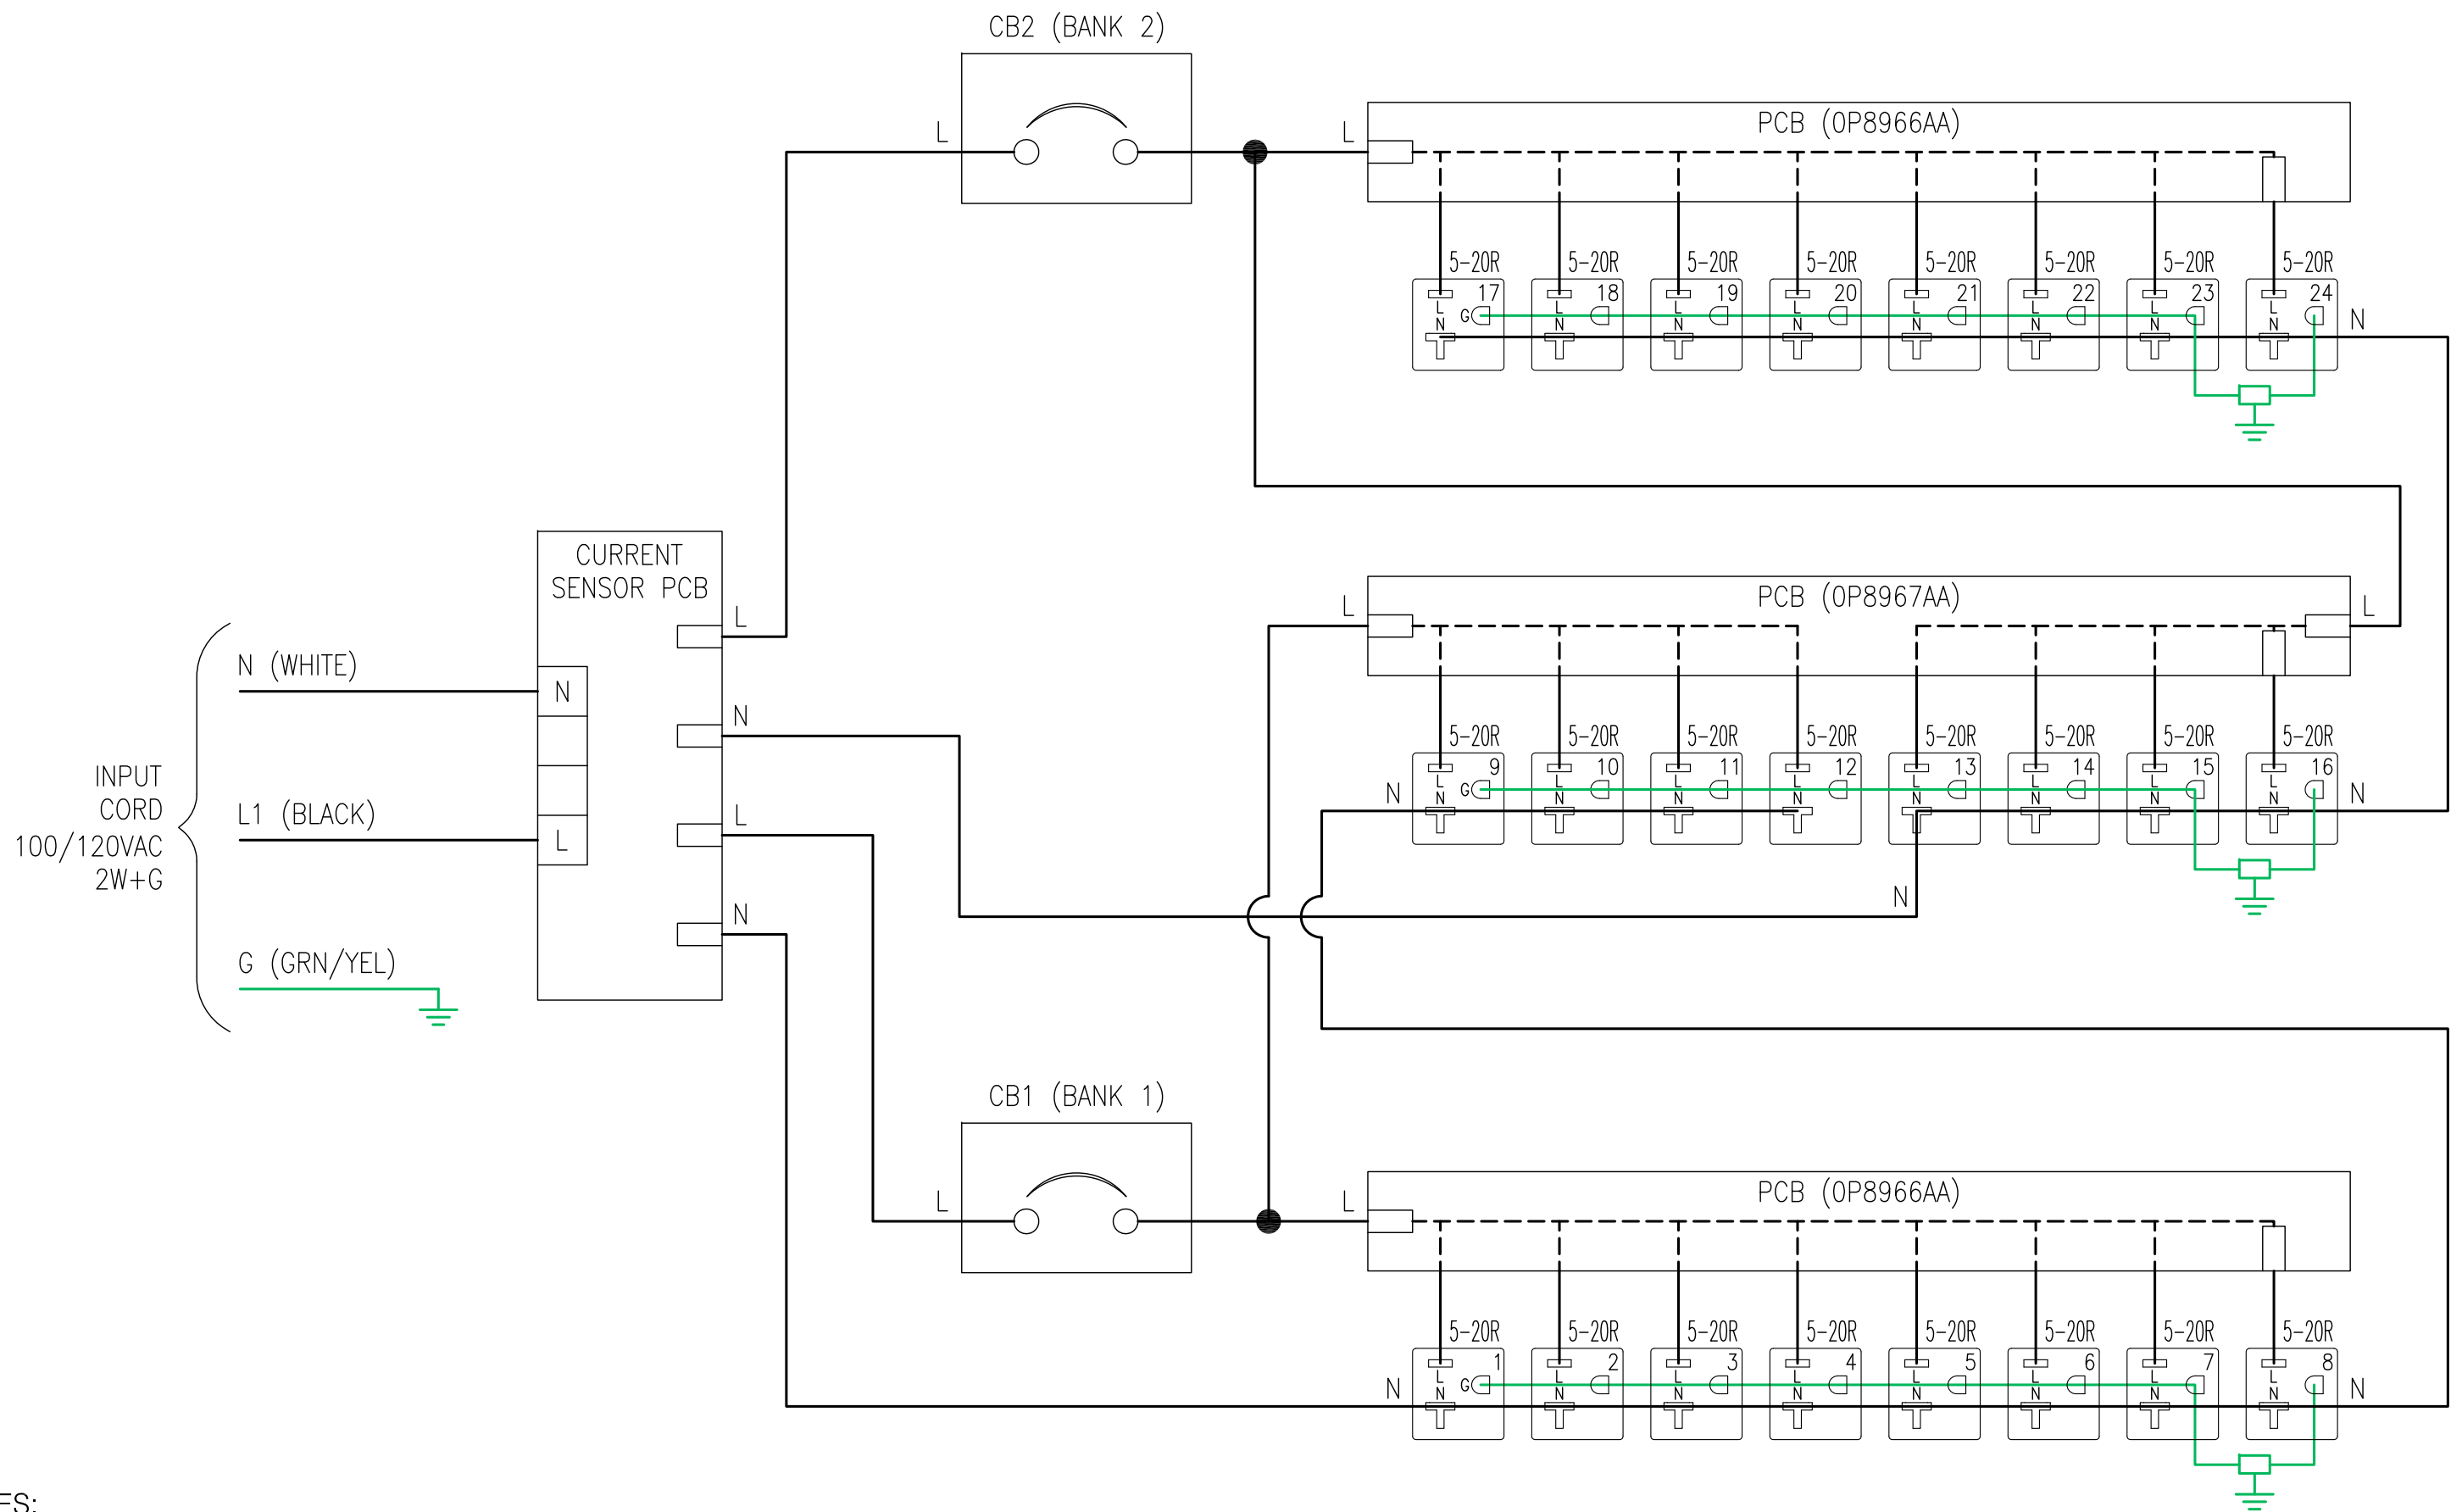 CB2 (BANK 2)
L
L
PCB (0P8966AA)
5-20R 5-20R 5-20R 5-20R 5-20R 5-20R 5-20R 5-20R
17 18 19 20 21 22 23 24
L L L L L L L L
G
N N N N N N N N
N
CURRENT
SENSOR PCB
L
N
L
N
N
L
INPUT
CORD
100/120VAC
2W+G
N (WHITE)
L1 (BLACK)
G (GRN/YEL)
L
PCB (0P8967AA)
L
5-20R 5-20R 5-20R 5-20R 5-20R 5-20R 5-20R 5-20R
9 10 11 12 13 14 15 16
L L L L L L L L
N
G
N N N N N N N N
N
N
CB1 (BANK 1)
L
L
PCB (0P8966AA)
5-20R 5-20R 5-20R 5-20R 5-20R 5-20R 5-20R 5-20R
1 2 3 4 5 6 7 8
L L L L L L L L
N
G
N N N N N N N N
N
ES: